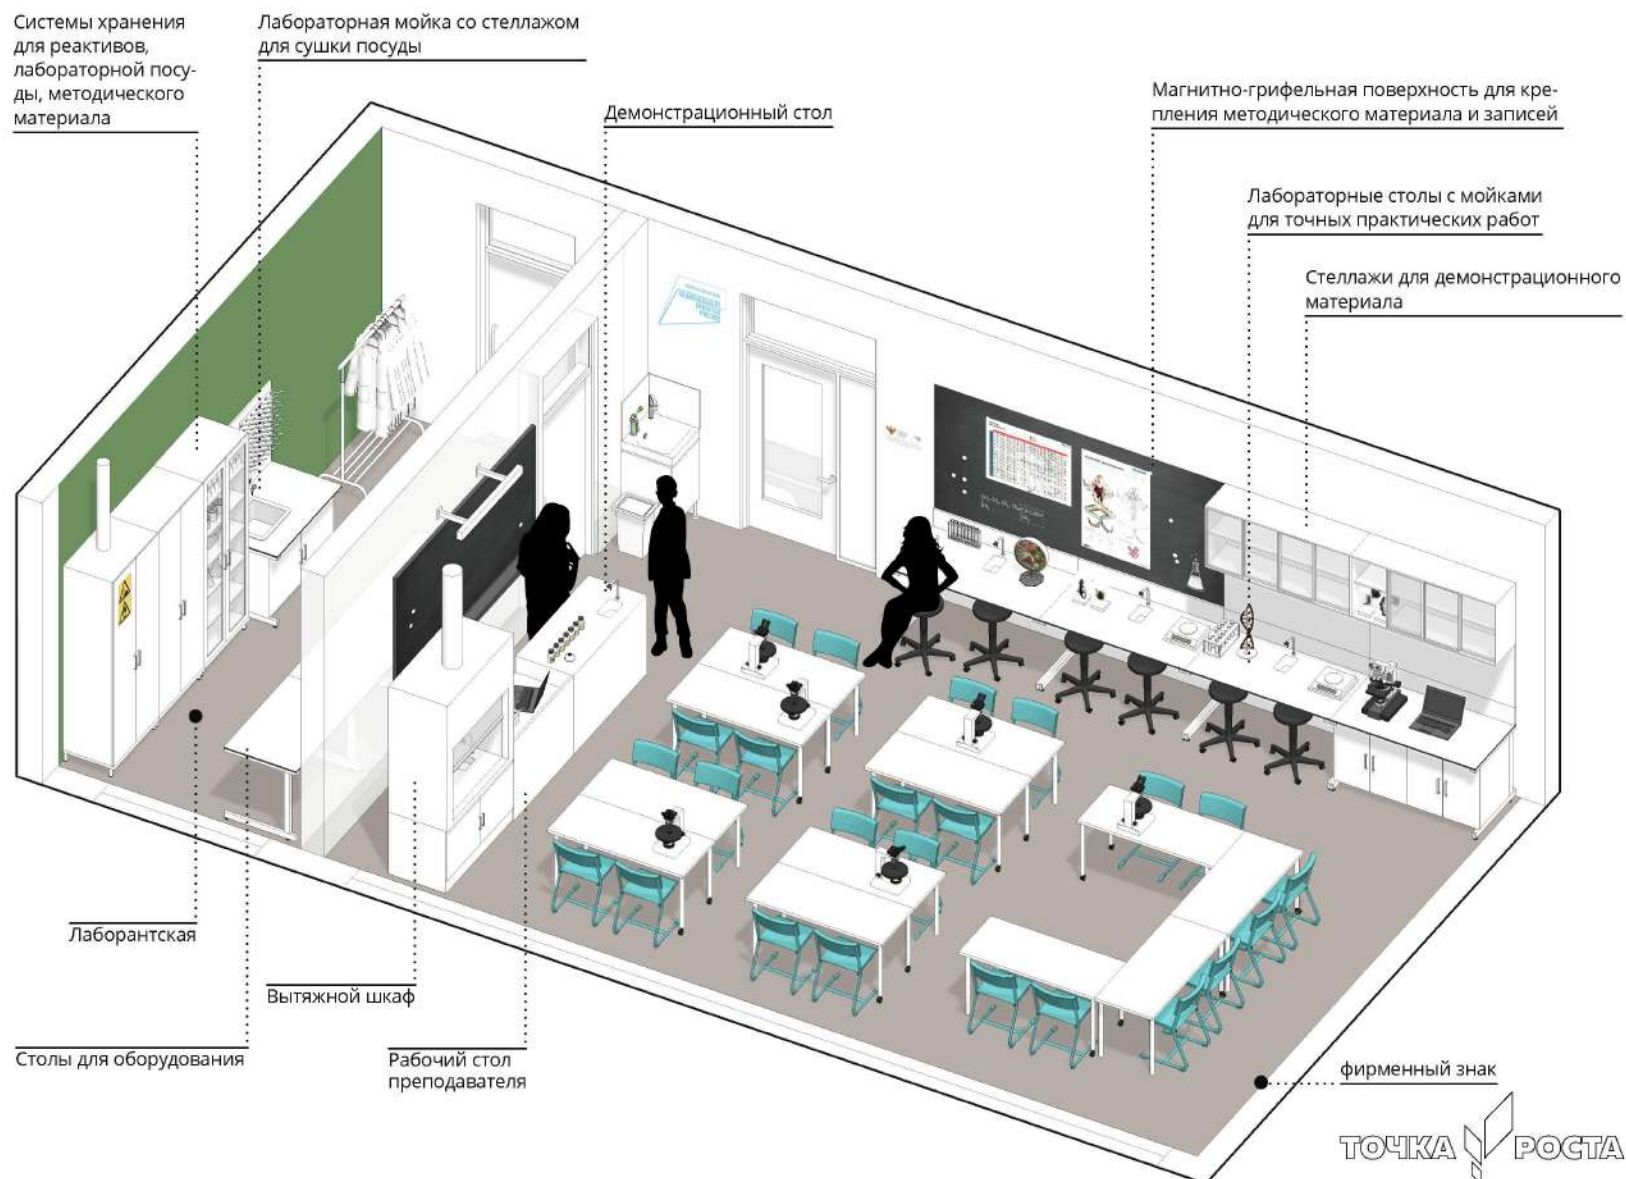 Системы хранения
для реактивов,
лабораторной посу-
ды, методического
материала
Лабораторная мойка со стеллажом
для сушки посуды
Демонстрационный стол
Магнитно-грифельная поверхность для кре-
пления методического материала и записей
Лабораторные столы с мойками
для точных практических работ
Стеллажи для демонстрационного
материала
Лаборантская
Вытяжной шкаф
Столы для оборудования
Рабочий стол
преподавателя
фирменный знак
ТОЧКА РОСТА